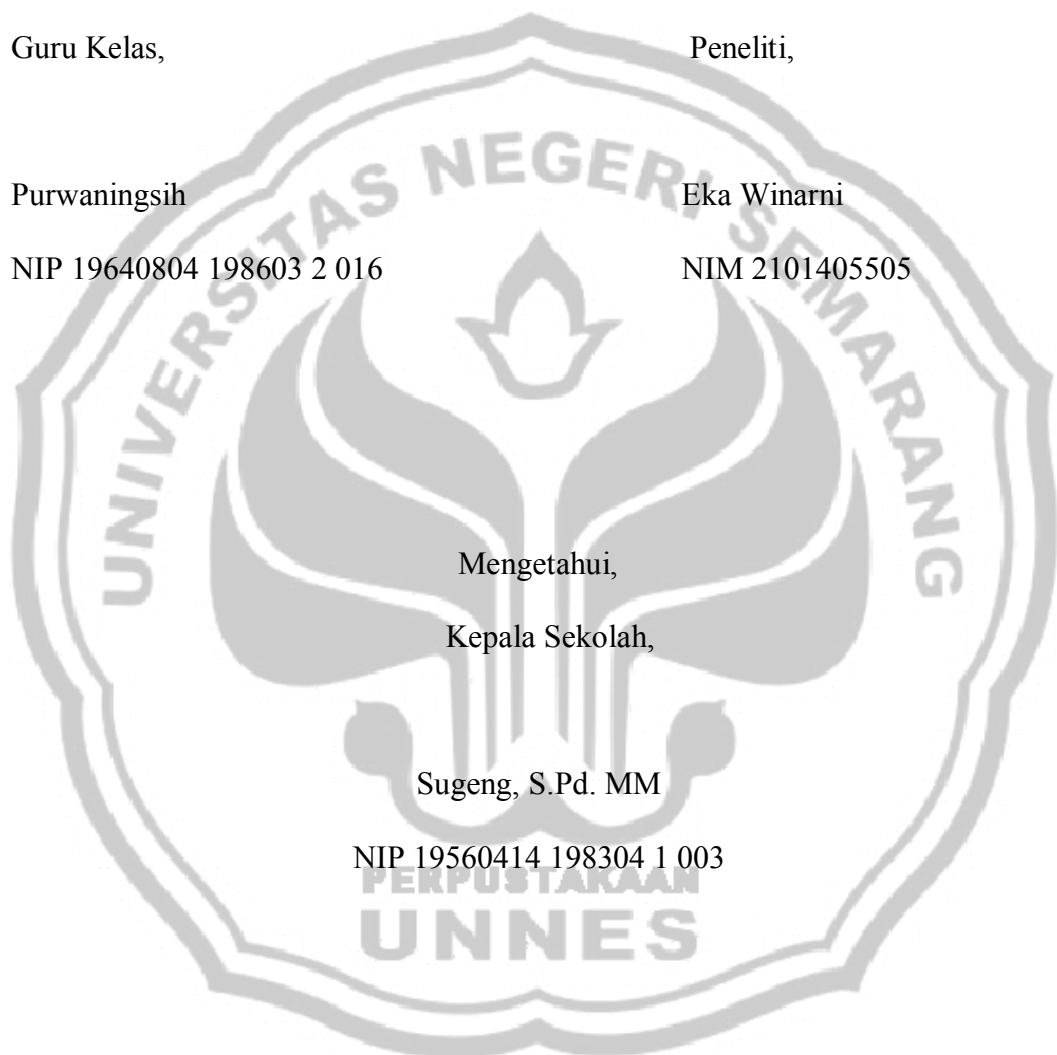 Guru Kelas, Peneliti,
Purwaningsih Eka Winarni
NIP 19640804 198603 2 016 NIM 2101405505
UNIVERSITAS NEGERI SEMARANG
Mengetahui,
Kepala Sekolah,
Sugeng, S.Pd. MM
NIP 19560414 198304 1 003
PERPUSTAKAAN
UNNES